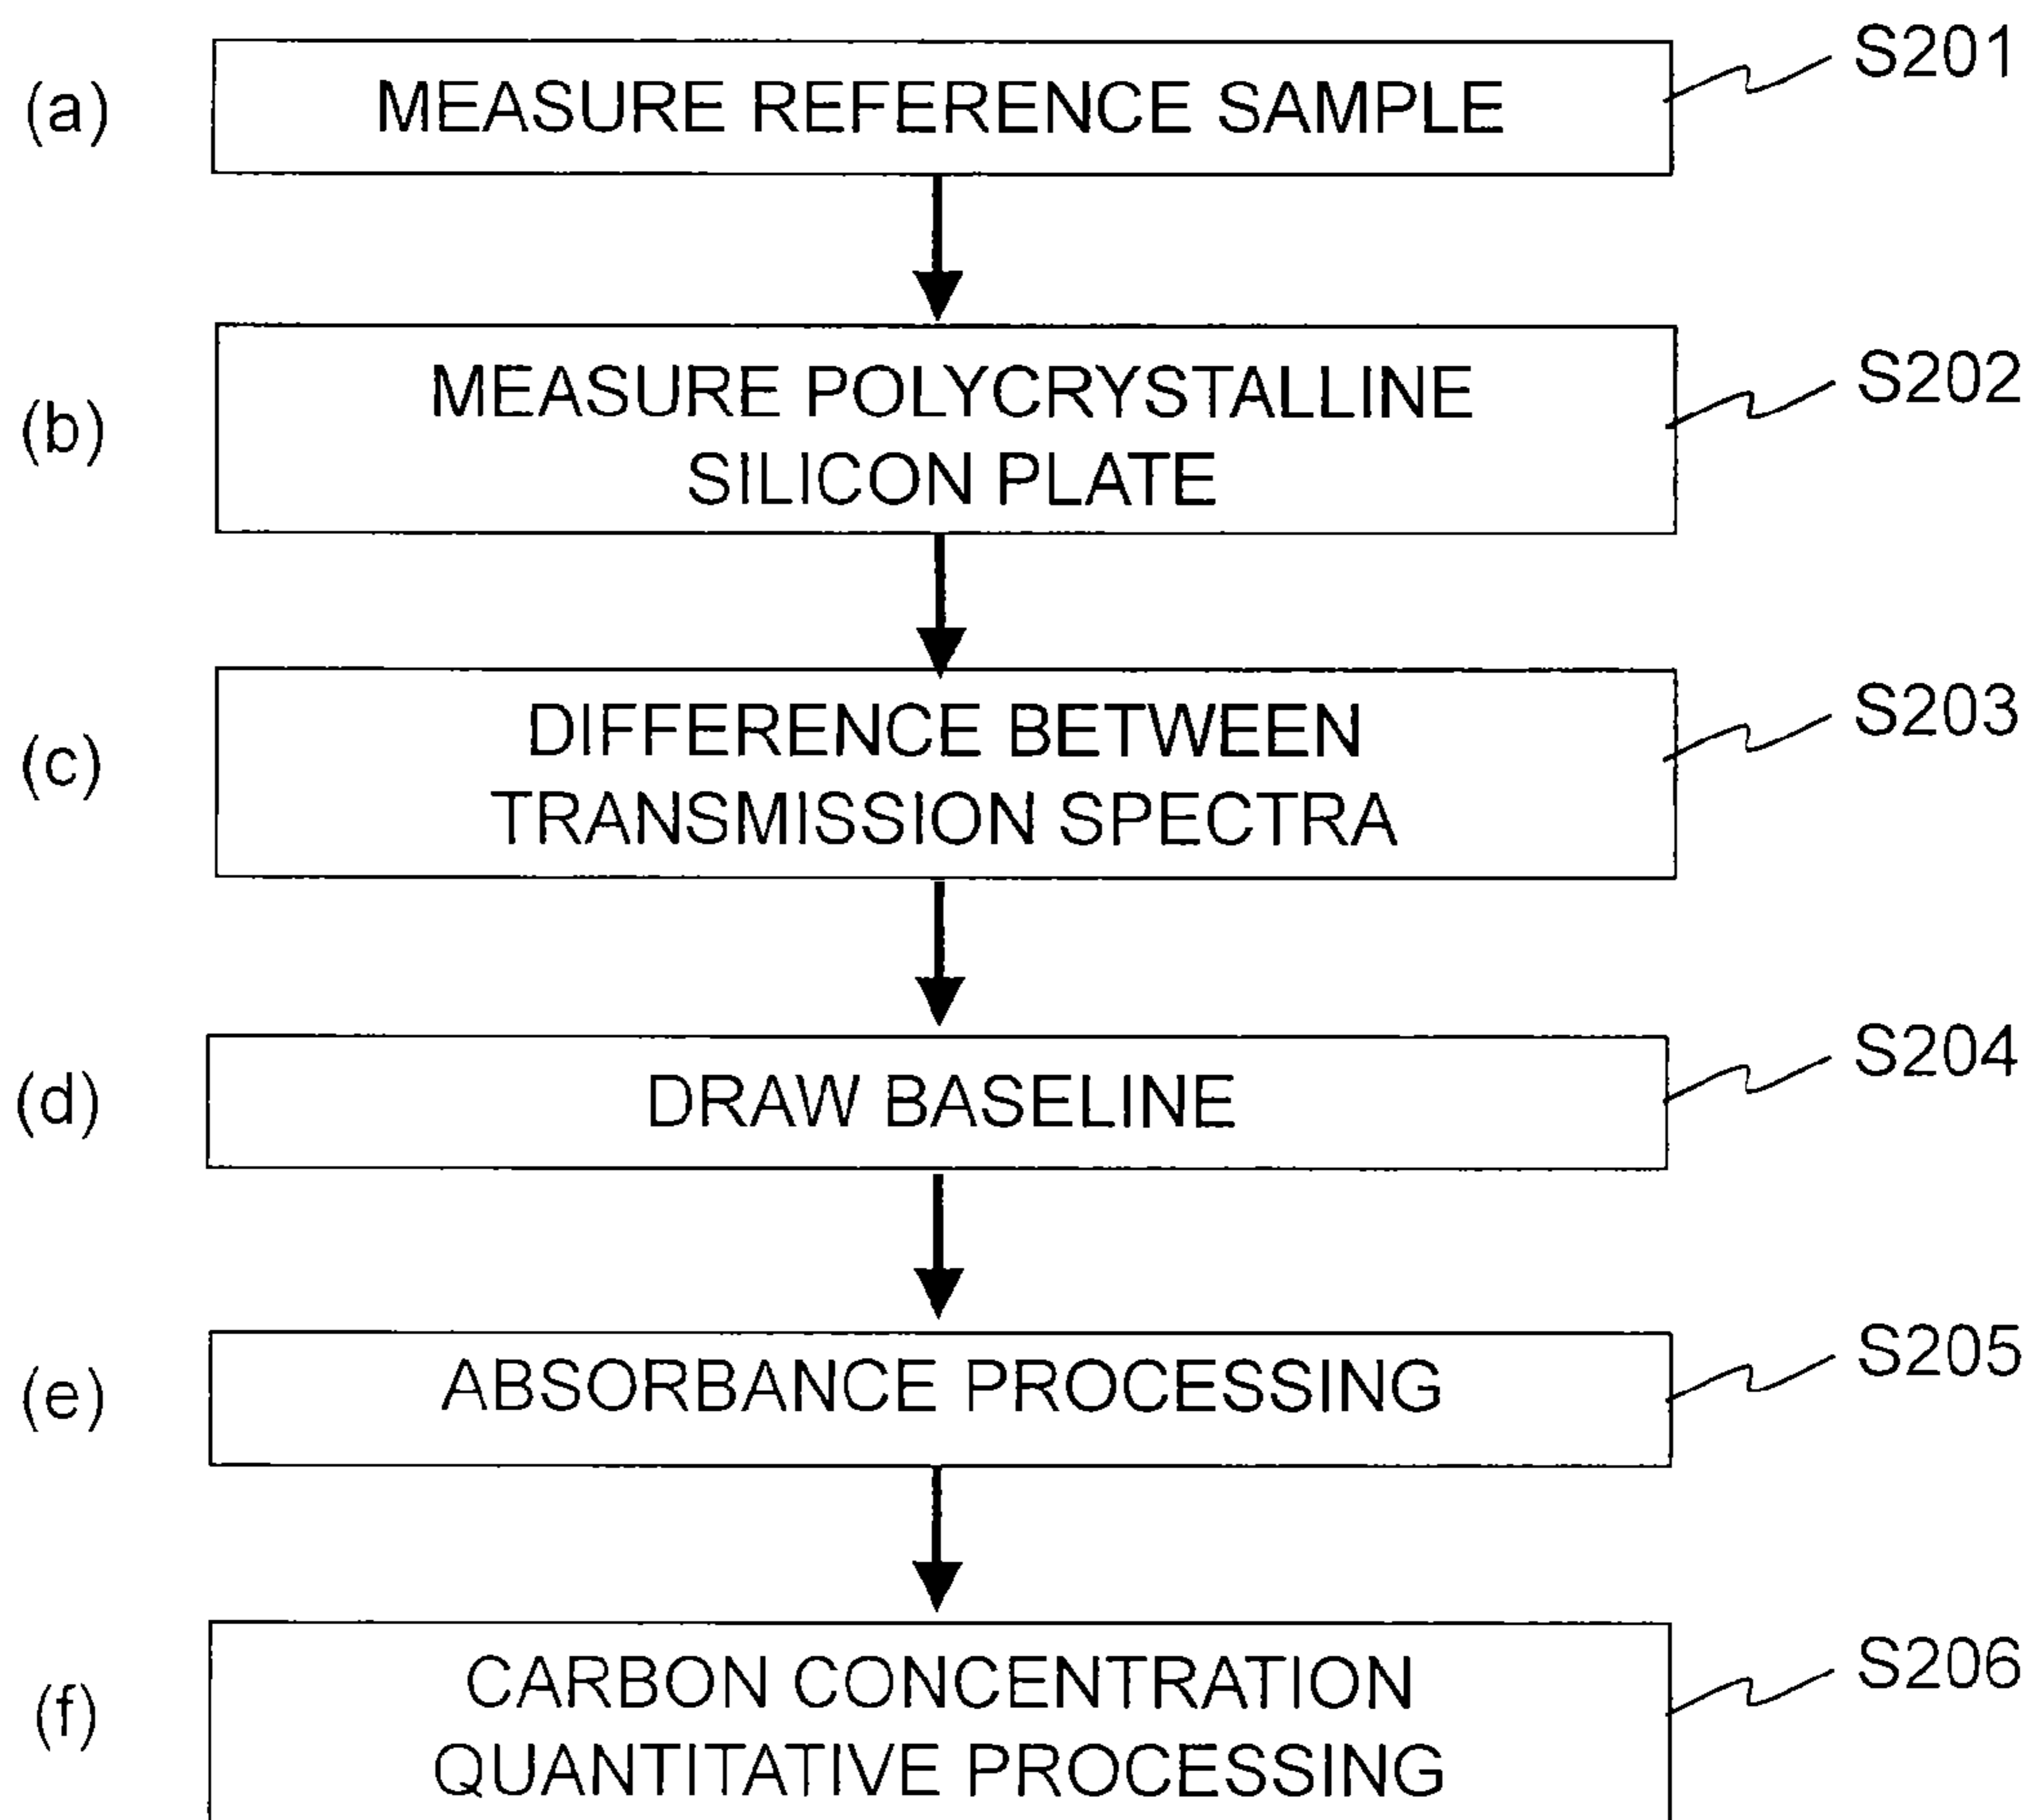 (a)
MEASURE REFERENCE SAMPLE
S201
(b)
MEASURE POLYCRYSTALLINE
SILICON PLATE
S202
(c)
DIFFERENCE BETWEEN
TRANSMISSION SPECTRA
S203
(d)
DRAW BASELINE
S204
(e)
ABSORBANCE PROCESSING
S205
(f)
CARBON CONCENTRATION
QUANTITATIVE PROCESSING
S206